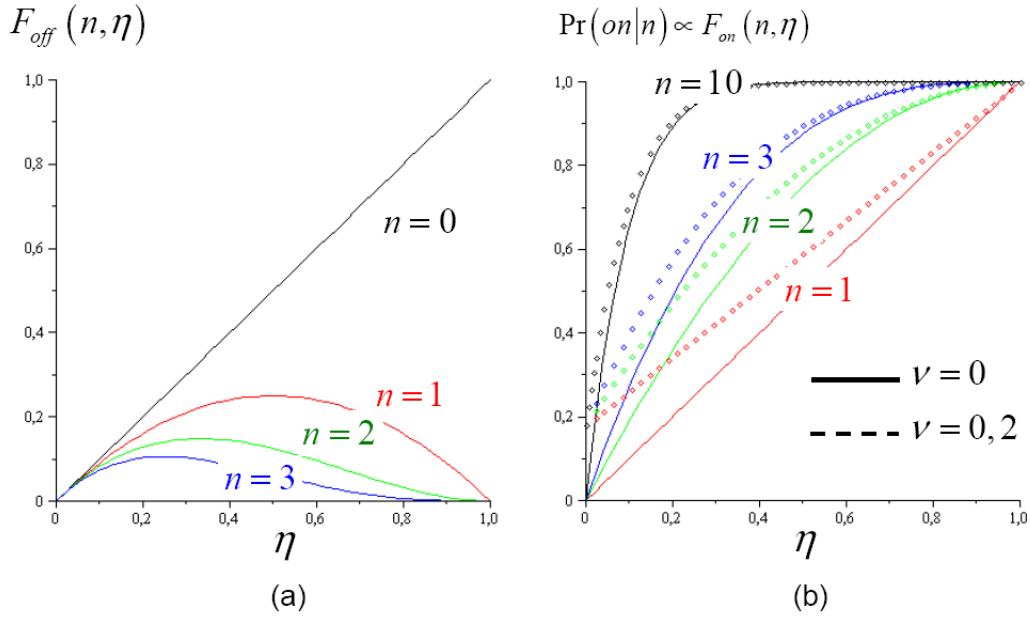 F_off (n, η)
1,0
0,8
0,6
0,4
0,2
0
0
0,2
0,4
0,6
0,8
1,0
n = 0
n = 1
n = 2
n = 3
η
(a)
Pr(on|n) ∝ F_on (n, η)
1,0
0,8
0,6
0,4
0,2
0
0
0,2
0,4
0,6
0,8
1,0
n = 10
n = 3
n = 2
n = 1
ν = 0
ν = 0, 2
η
(b)